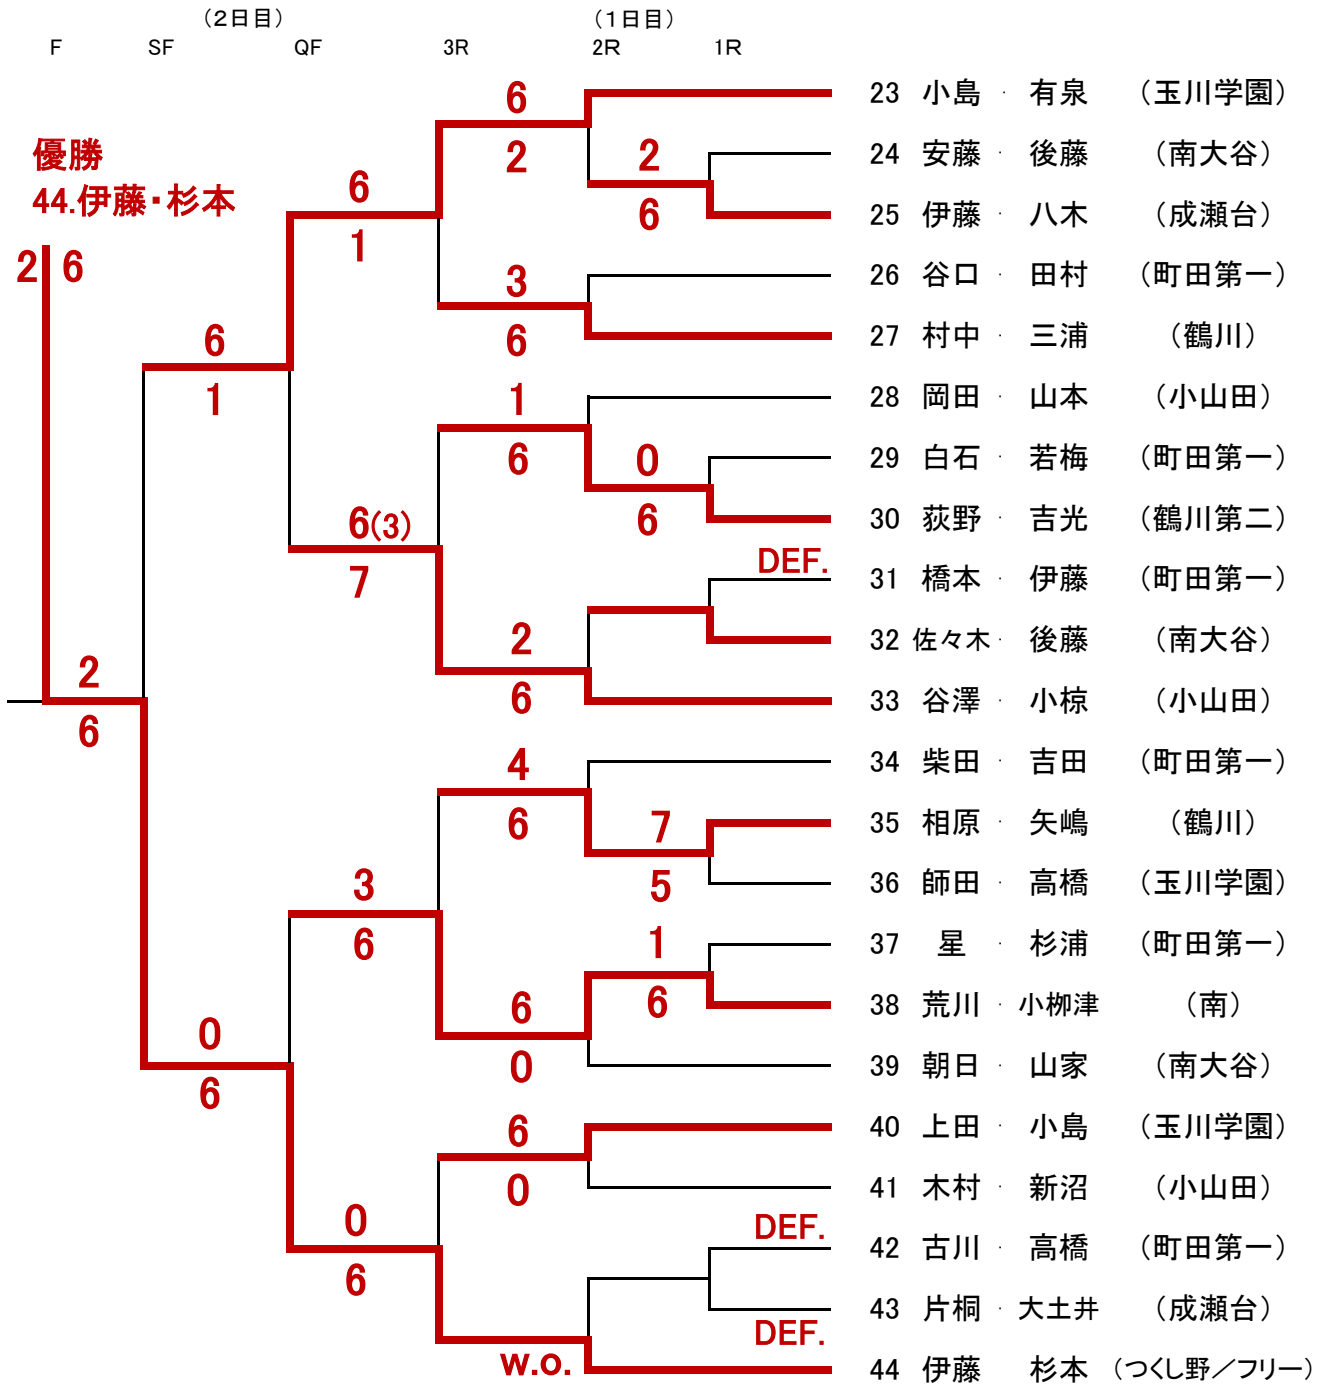 （2日目） （1日目）
F SF QF 3R 2R 1R
6 23 小島 · 有泉 （玉川学園）
優勝 2 2 24 安藤 · 後藤 （南大谷）
44.伊藤・杉本 6 6 25 伊藤 · 八木 （成瀬台）
1
2 6 3 26 谷口 · 田村 （町田第一）
6 6 27 村中 · 三浦 （鶴川）
1 1 28 岡田 · 山本 （小山田）
6 0 29 白石 · 若梅 （町田第一）
6(3) 6 30 荻野 · 吉光 （鶴川第二）
DEF.
7 31 橋本 · 伊藤 （町田第一）
2 32 佐々木 · 後藤 （南大谷）
2 6 33 谷澤 · 小椋 （小山田）
6
4 34 柴田 · 吉田 （町田第一）
6 7 35 相原 · 矢嶋 （鶴川）
3 5 36 師田 · 高橋 （玉川学園）
6 1 37 星 · 杉浦 （町田第一）
6 6 38 荒川 · 小栁津 （南）
0
0 39 朝日 · 山家 （南大谷）
6
6 40 上田 · 小島 （玉川学園）
0 41 木村 · 新沼 （小山田）
0 DEF.
42 古川 · 高橋 （町田第一）
6
43 片桐 · 大土井 （成瀬台）
DEF.
W.O. 44 伊藤 杉本 （つくし野／フリー）